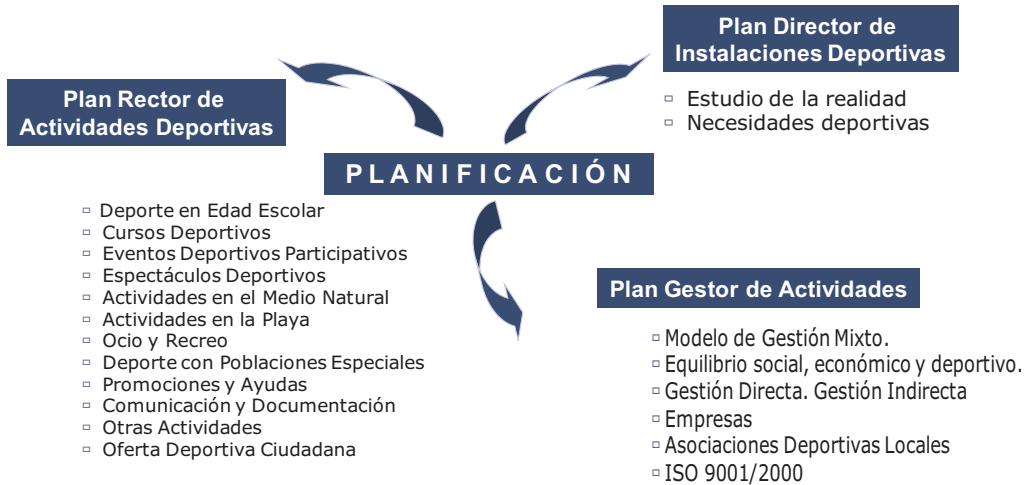 Plan Director de
Instalaciones Deportivas
▫ Estudio de la realidad
▫ Necesidades deportivas
Plan Rector de
Actividades Deportivas
PLANIFICACIÓN
▫ Deporte en Edad Escolar
▫ Cursos Deportivos
▫ Eventos Deportivos Participativos
▫ Espectáculos Deportivos
▫ Actividades en el Medio Natural
▫ Actividades en la Playa
▫ Ocio y Recreo
▫ Deporte con Poblaciones Especiales
▫ Promociones y Ayudas
▫ Comunicación y Documentación
▫ Otras Actividades
▫ Oferta Deportiva Ciudadana
Plan Gestor de Actividades
▫ Modelo de Gestión Mixto.
▫ Equilibrio social, económico y deportivo.
▫ Gestión Directa. Gestión Indirecta
▫ Empresas
▫ Asociaciones Deportivas Locales
▫ ISO 9001/2000